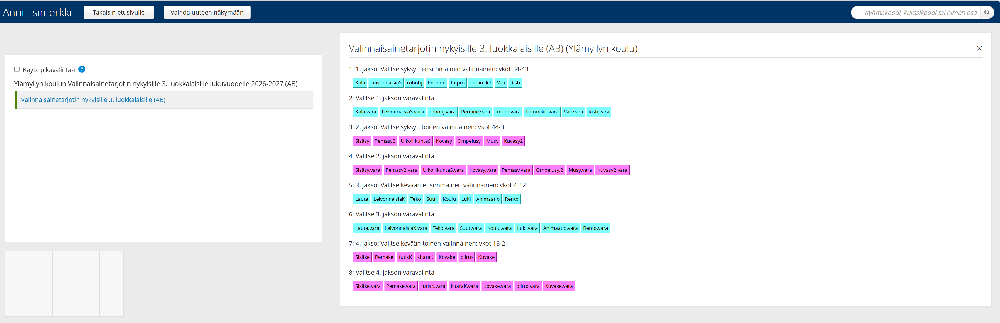 Anni Esimerkki Takaisin etusivulle Vaihda uuteen näkymään Ryhmäkoodi, kurssikoodi tai nimen osa
Käytä pikavalintaa ?
Ylämyllyn koulun Valinnaisainetarjotin nykyisille 3. luokkalaisille lukuvuodelle 2026-2027 (AB)
Valinnaisainetarjotin nykyisille 3. luokkalaisille (AB)
Valinnaisainetarjotin nykyisille 3. luokkalaisille (AB) (Ylämyllyn koulu)
1: 1. jakso: Valitse syksyn ensimmäinen valinnainen: vkot 34-43
Kala LeivonnaisiaS robohj Perinne Impro Lemmikit Väli Risti
2: Valitse 1. jakson varavalinta
Kala.vara LeivonnaisiaS.vara robohj.vara Perinne.vara Impro.vara Lemmikit.vara Väli.vara Risti.vara
3: 2. jakso: Valitse syksyn toinen valinnainen: vkot 44-3
Sisäsy Pemasy2 UlkoliikuntaS Kovasy Ompelusy Musy Kuvasy2
4: Valitse 2. jakson varavalinta
Sisäsy.vara Pemasy2.vara UlkoliikuntaS.vara Kovasy.vara Pemasy.vara Ompelusy.2 Musy.vara Kuvasy2.vara
5: 3. jakso: Valitse kevään ensimmäinen valinnainen: vkot 4-12
Lauta LeivonnaisiaK Teko Suur Koulu Luki Animaatio Rento
6: Valitse 3. jakson varavalinta
Lauta.vara LeivonnaisiaK.vara Teko.vara Suur.vara Koulu.vara Luki.vara Animaatio.vara Rento.vara
7: 4. jakso: Valitse kevään toinen valinnainen: vkot 13-21
Sisäke Pemake futisK kitaraK Kovake piirto Kuvake
8: Valitse 4. jakson varavalinta
Sisäke.vara Pemake.vara futisK.vara kitaraK.vara Kovake.vara piirto.vara Kuvake.vara